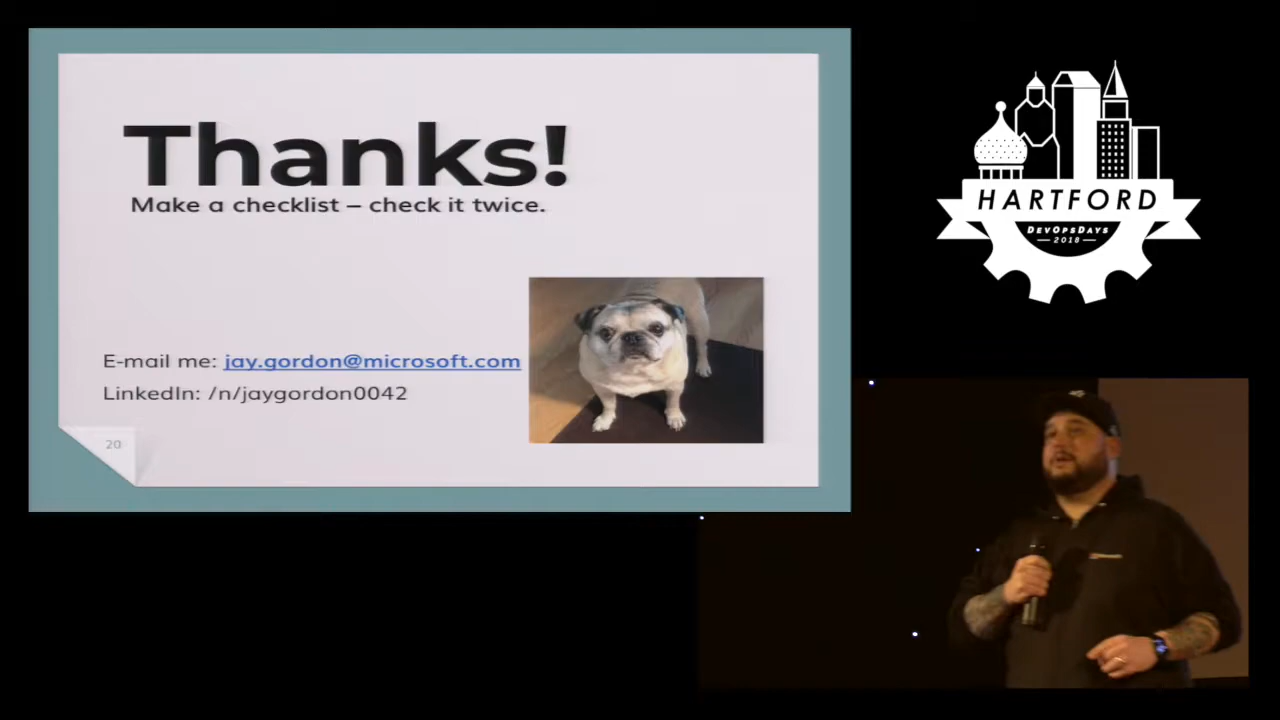 Thanks!
Make a checklist – check it twice.
E-mail me: jay.gordon@microsoft.com
LinkedIn: /n/jaygordon0042
20
HARTFORD
DEVOPSDAYS
2018